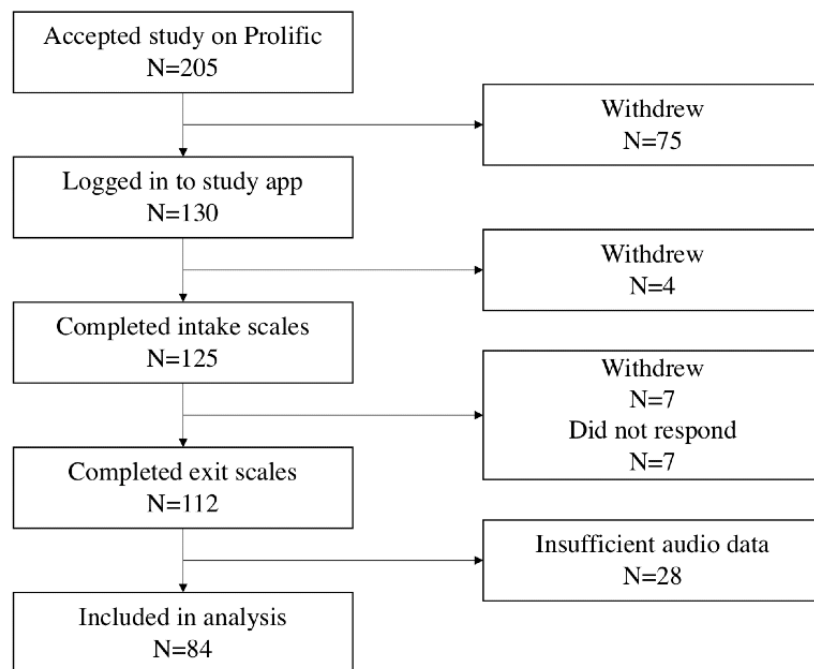 Accepted study on Prolific
N=205
Withdrew
N=75
Logged in to study app
N=130
Withdrew
N=4
Completed intake scales
N=125
Withdrew
N=7
Did not respond
N=7
Completed exit scales
N=112
Insufficient audio data
N=28
Included in analysis
N=84